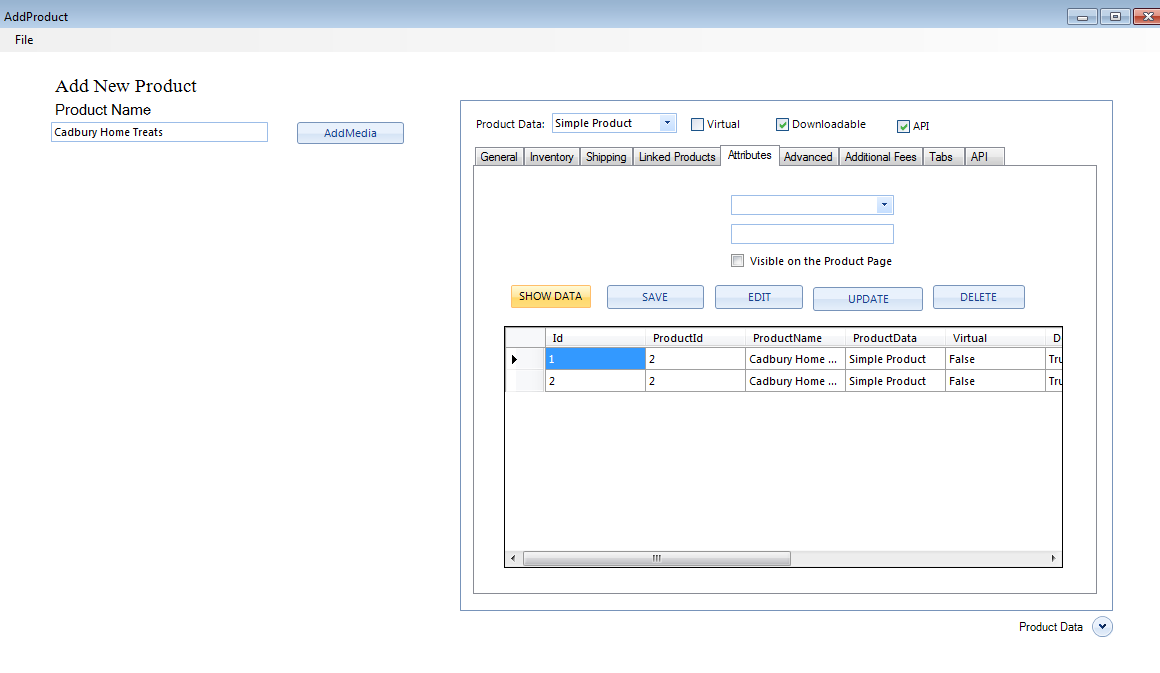 AddProduct
File
Add New Product
Product Name
Cadbury Home Treats
AddMedia
Product Data: Simple Product Virtual Downloadable API
General Inventory Shipping Linked Products Attributes Advanced Additional Fees Tabs API
Visible on the Product Page
SHOW DATA SAVE EDIT UPDATE DELETE
Id ProductId ProductName ProductData Virtual D
1 2 Cadbury Home ... Simple Product False Tru
2 2 Cadbury Home ... Simple Product False Tru
Product Data